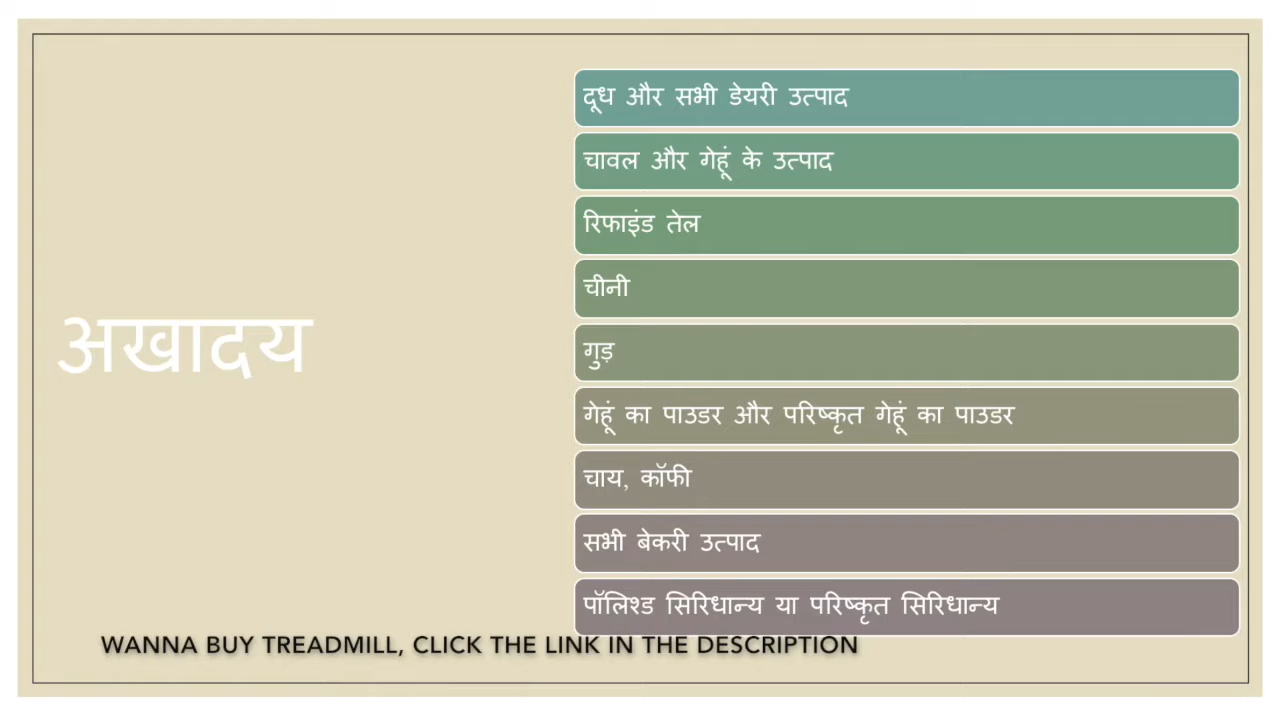 अखादय
दूध और सभी डेयरी उत्पाद
चावल और गेहूं के उत्पाद
रिफाइंड तेल
चीनी
गुड़
गेहूं का पाउडर और परिष्कृत गेहूं का पाउडर
चाय, कॉफी
सभी बेकरी उत्पाद
पॉलिश्ड सिरिधान्य या परिष्कृत सिरिधान्य
WANNA BUY TREADMILL, CLICK THE LINK IN THE DESCRIPTION